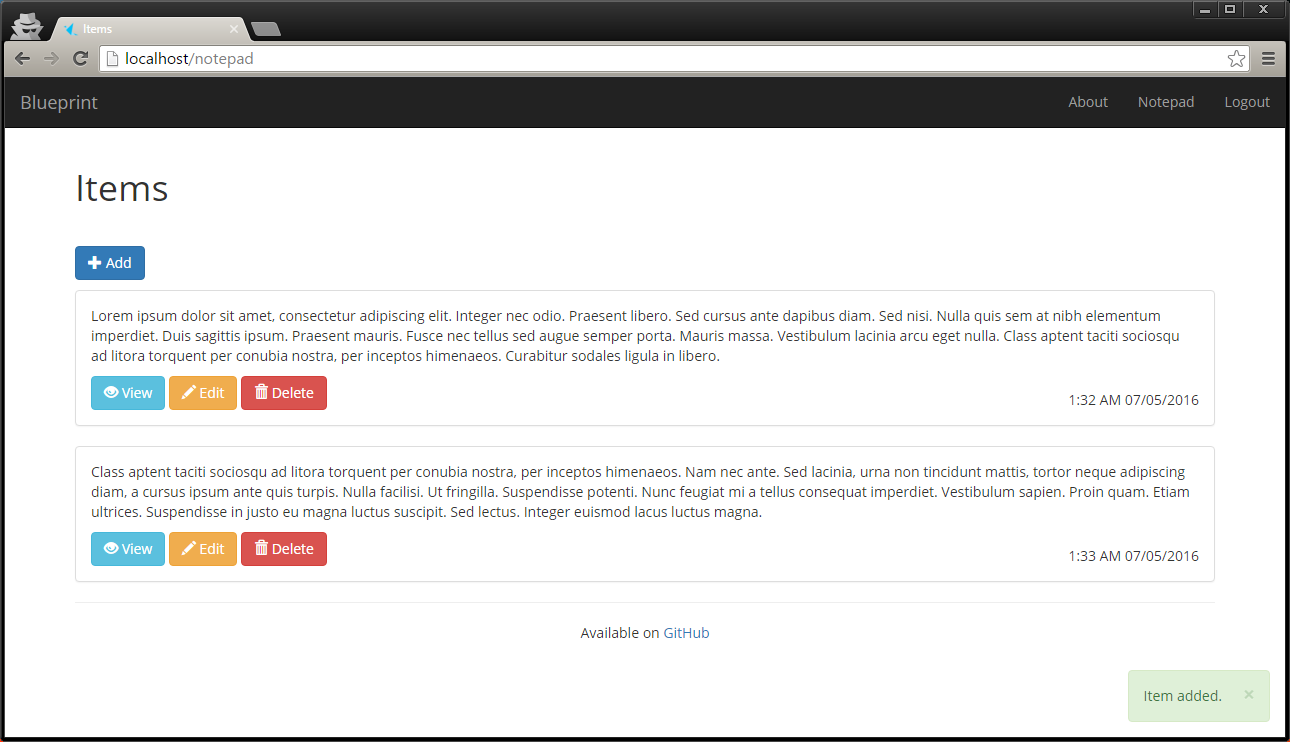 Items
localhost/notepad
Blueprint
About
Notepad
Logout
Items
Add
Lorem ipsum dolor sit amet, consectetur adipiscing elit. Integer nec odio. Praesent libero. Sed cursus ante dapibus diam. Sed nisi. Nulla quis sem at nibh elementum
imperdiet. Duis sagittis ipsum. Praesent mauris. Fusce nec tellus sed augue semper porta. Mauris massa. Vestibulum lacinia arcu eget nulla. Class aptent taciti sociosqu
ad litora torquent per conubia nostra, per inceptos himenaeos. Curabitur sodales ligula in libero.
View Edit Delete
1:32 AM 07/05/2016
Class aptent taciti sociosqu ad litora torquent per conubia nostra, per inceptos himenaeos. Nam nec ante. Sed lacinia, urna non tincidunt mattis, tortor neque adipiscing
diam, a cursus ipsum ante quis turpis. Nulla facilisi. Ut fringilla. Suspendisse potenti. Nunc feugiat mi a tellus consequat imperdiet. Vestibulum sapien. Proin quam. Etiam
ultrices. Suspendisse in justo eu magna luctus suscipit. Sed lectus. Integer euismod lacus luctus magna.
View Edit Delete
1:33 AM 07/05/2016
Available on GitHub
Item added.